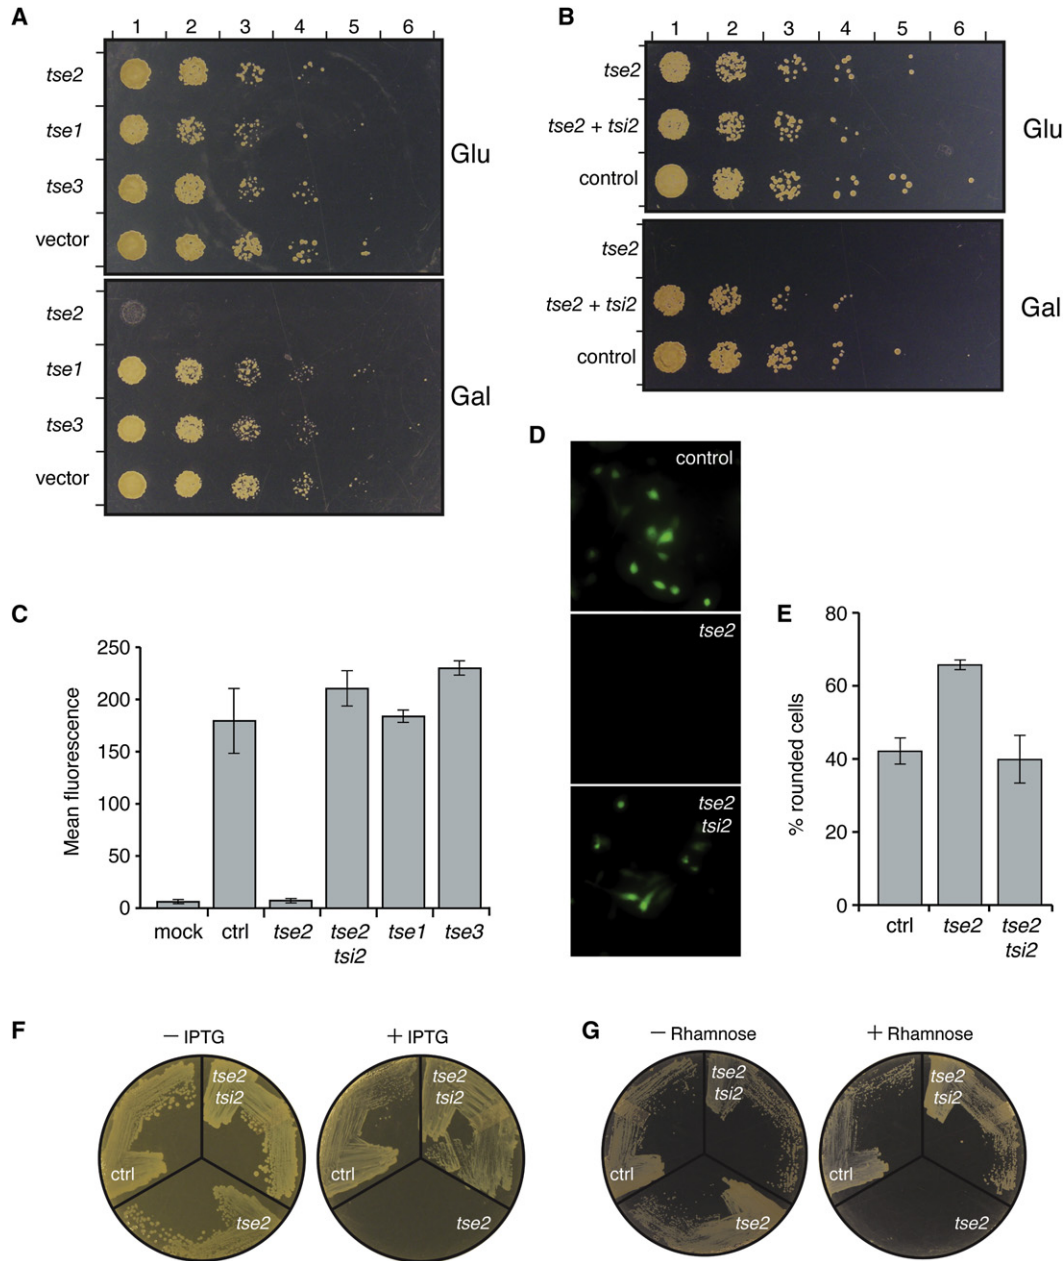 A
1 2 3 4 5 6
tse2
tse1
tse3
vector
Glu
tse2
tse1
tse3
vector
Gal
B
1 2 3 4 5 6
tse2
tse2 + tsi2
control
Glu
tse2
tse2 + tsi2
control
Gal
C
Mean fluorescence
250
200
150
100
50
0
mock ctrl tse2 tse2 tse1 tse3
tsi2
D
control
tse2
tse2
tsi2
E
% rounded cells
80
60
40
20
0
ctrl tse2 tse2
tsi2
F
− IPTG
tse2
tsi2
ctrl
tse2
+ IPTG
tse2
tsi2
ctrl
tse2
G
− Rhamnose
tse2
tsi2
ctrl
tse2
+ Rhamnose
tse2
tsi2
ctrl
tse2